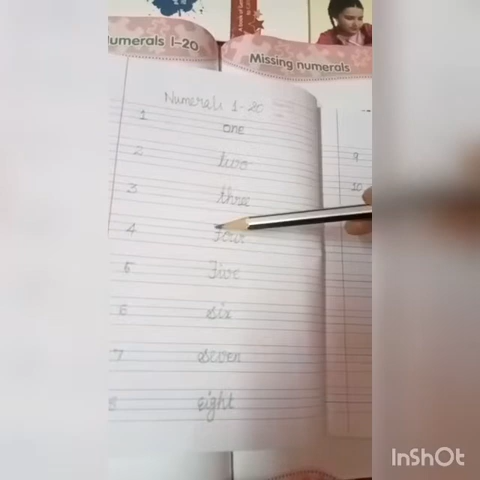 umerals 1-20
Missing numerals
Numerals 1-20
1 one
2 two
3 three
4 four
5 Five
6 six
7 seven
8 eight
9
10
InShOt